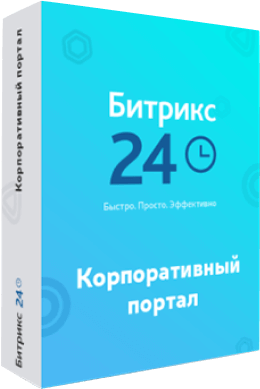 Битрикс
24
Быстро. Просто. Эффективно
Корпоративный
портал
Корпоративный портал
Битрикс 24